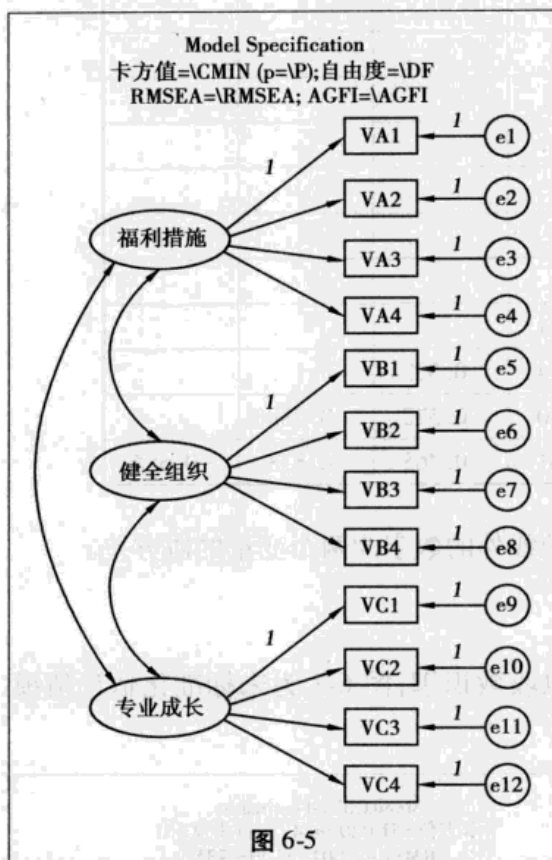 Model Specification
卡方值=\CMIN (p=\P);自由度=\DF
RMSEA=\RMSEA; AGFI=\AGFI
1 VA1 1 e1
VA2 1 e2
福利措施
VA3 1 e3
VA4 1 e4
1 VB1 1 e5
VB2 1 e6
健全组织
VB3 1 e7
VB4 1 e8
1 VC1 1 e9
VC2 1 e10
专业成长
VC3 1 e11
VC4 1 e12
图 6-5